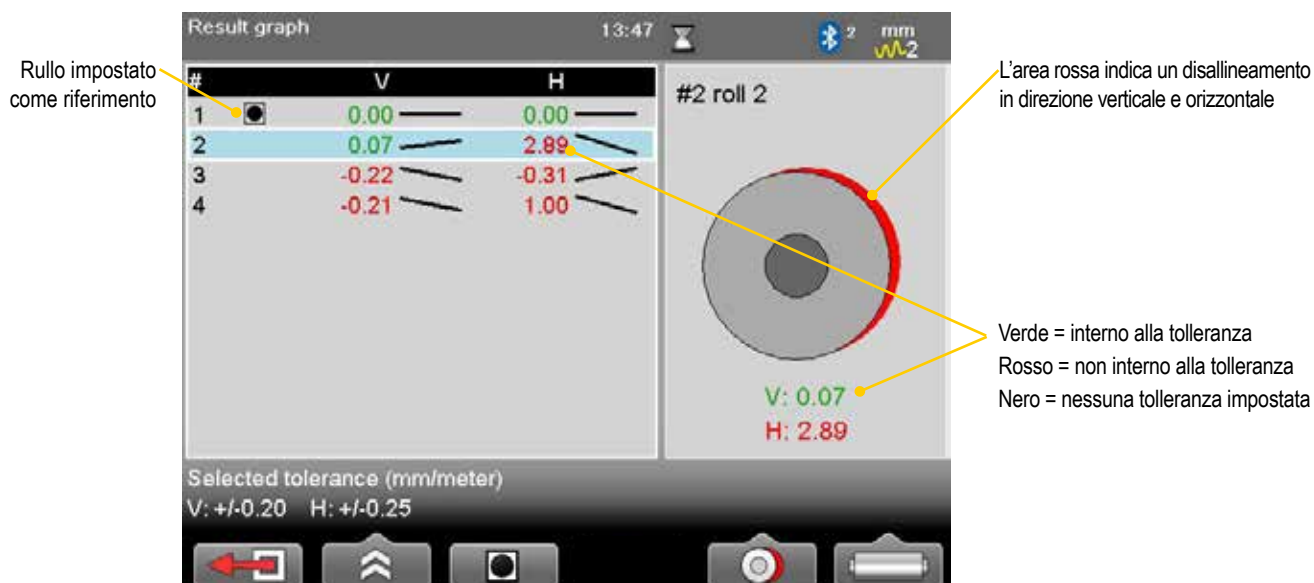 Result graph 13:47 2 mm 2
Rullo impostato
come riferimento
# V H
1 0.00 0.00
2 0.07 2.89
3 -0.22 -0.31
4 -0.21 1.00
#2 roll 2
L'area rossa indica un disallineamento
in direzione verticale e orizzontale
Verde = interno alla tolleranza
Rosso = non interno alla tolleranza
Nero = nessuna tolleranza impostata
V: 0.07
H: 2.89
Selected tolerance (mm/meter)
V: +/-0.20 H: +/-0.25